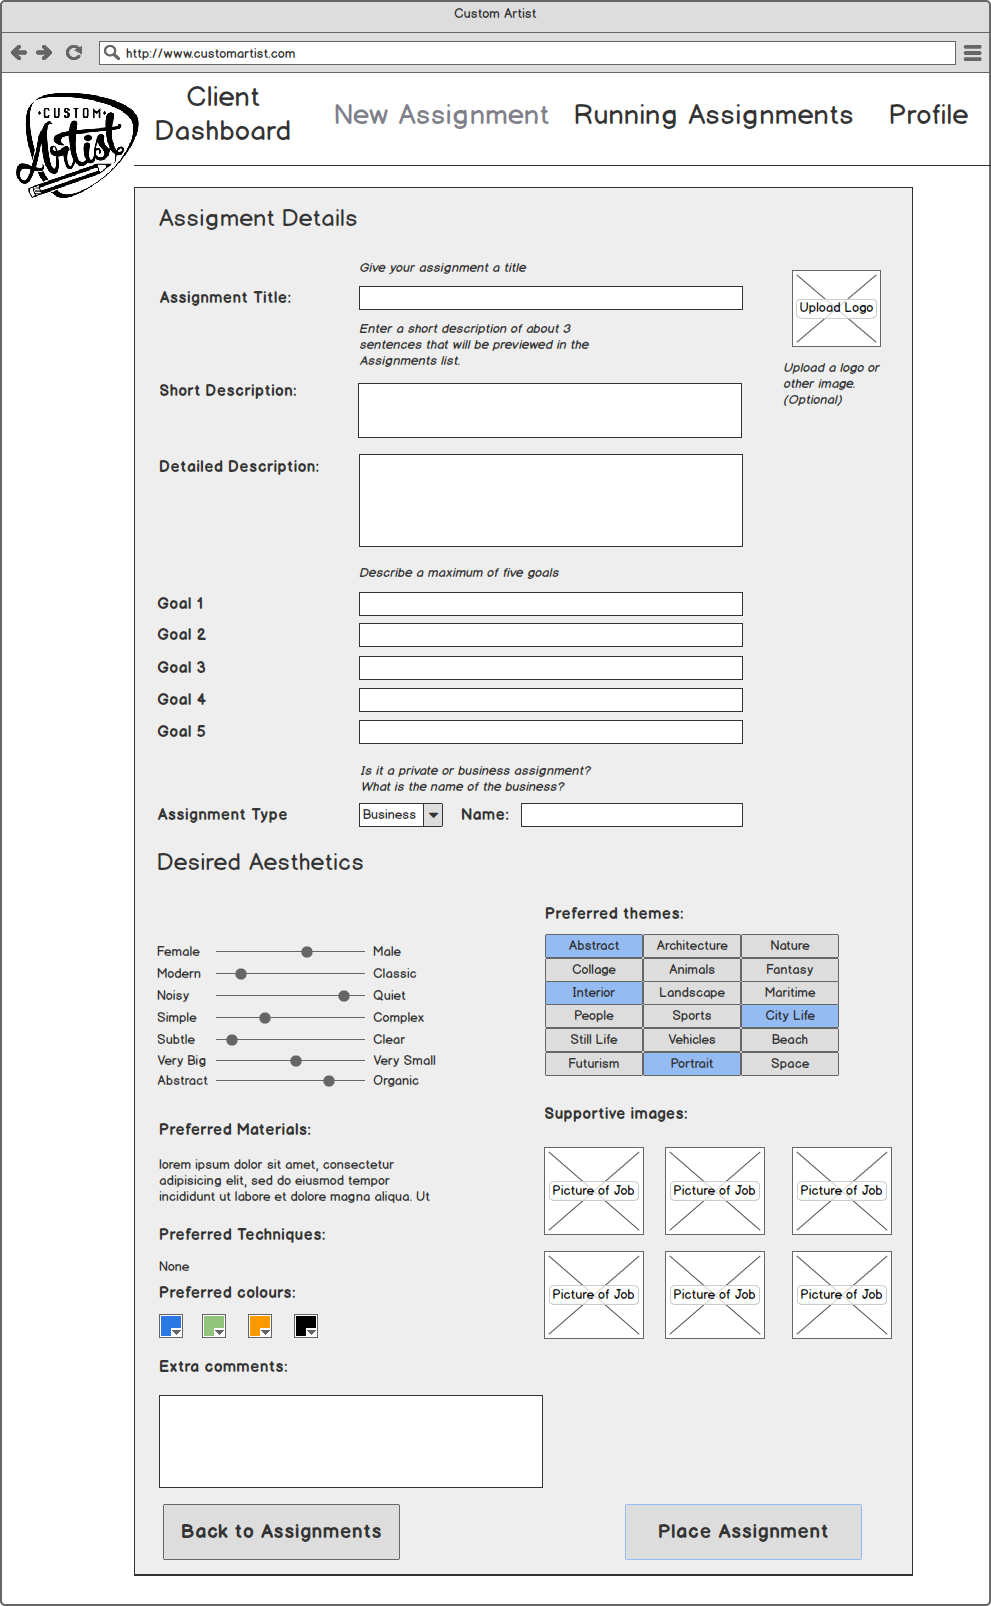 Custom Artist
http://www.customartist.com
CUSTOM
Artist
Client
Dashboard
New Assignment
Running Assignments
Profile
Assigment Details
Give your assignment a title
Assignment Title:
Upload Logo
Enter a short description of about 3
sentences that will be previewed in the
Assignments list.
Upload a logo or
other image.
(Optional)
Short Description:
Detailed Description:
Describe a maximum of five goals
Goal 1
Goal 2
Goal 3
Goal 4
Goal 5
Is it a private or business assignment?
What is the name of the business?
Assignment Type
Business
Name:
Desired Aesthetics
Female Male
Modern Classic
Noisy Quiet
Simple Complex
Subtle Clear
Very Big Very Small
Abstract Organic
Preferred themes:
Abstract Architecture Nature
Collage Animals Fantasy
Interior Landscape Maritime
People Sports City Life
Still Life Vehicles Beach
Futurism Portrait Space
Preferred Materials:
lorem ipsum dolor sit amet, consectetur
adipisicing elit, sed do eiusmod tempor
incididunt ut labore et dolore magna aliqua. Ut
Preferred Techniques:
None
Preferred colours:
Supportive images:
Picture of Job Picture of Job Picture of Job
Picture of Job Picture of Job Picture of Job
Extra comments:
Back to Assignments
Place Assignment